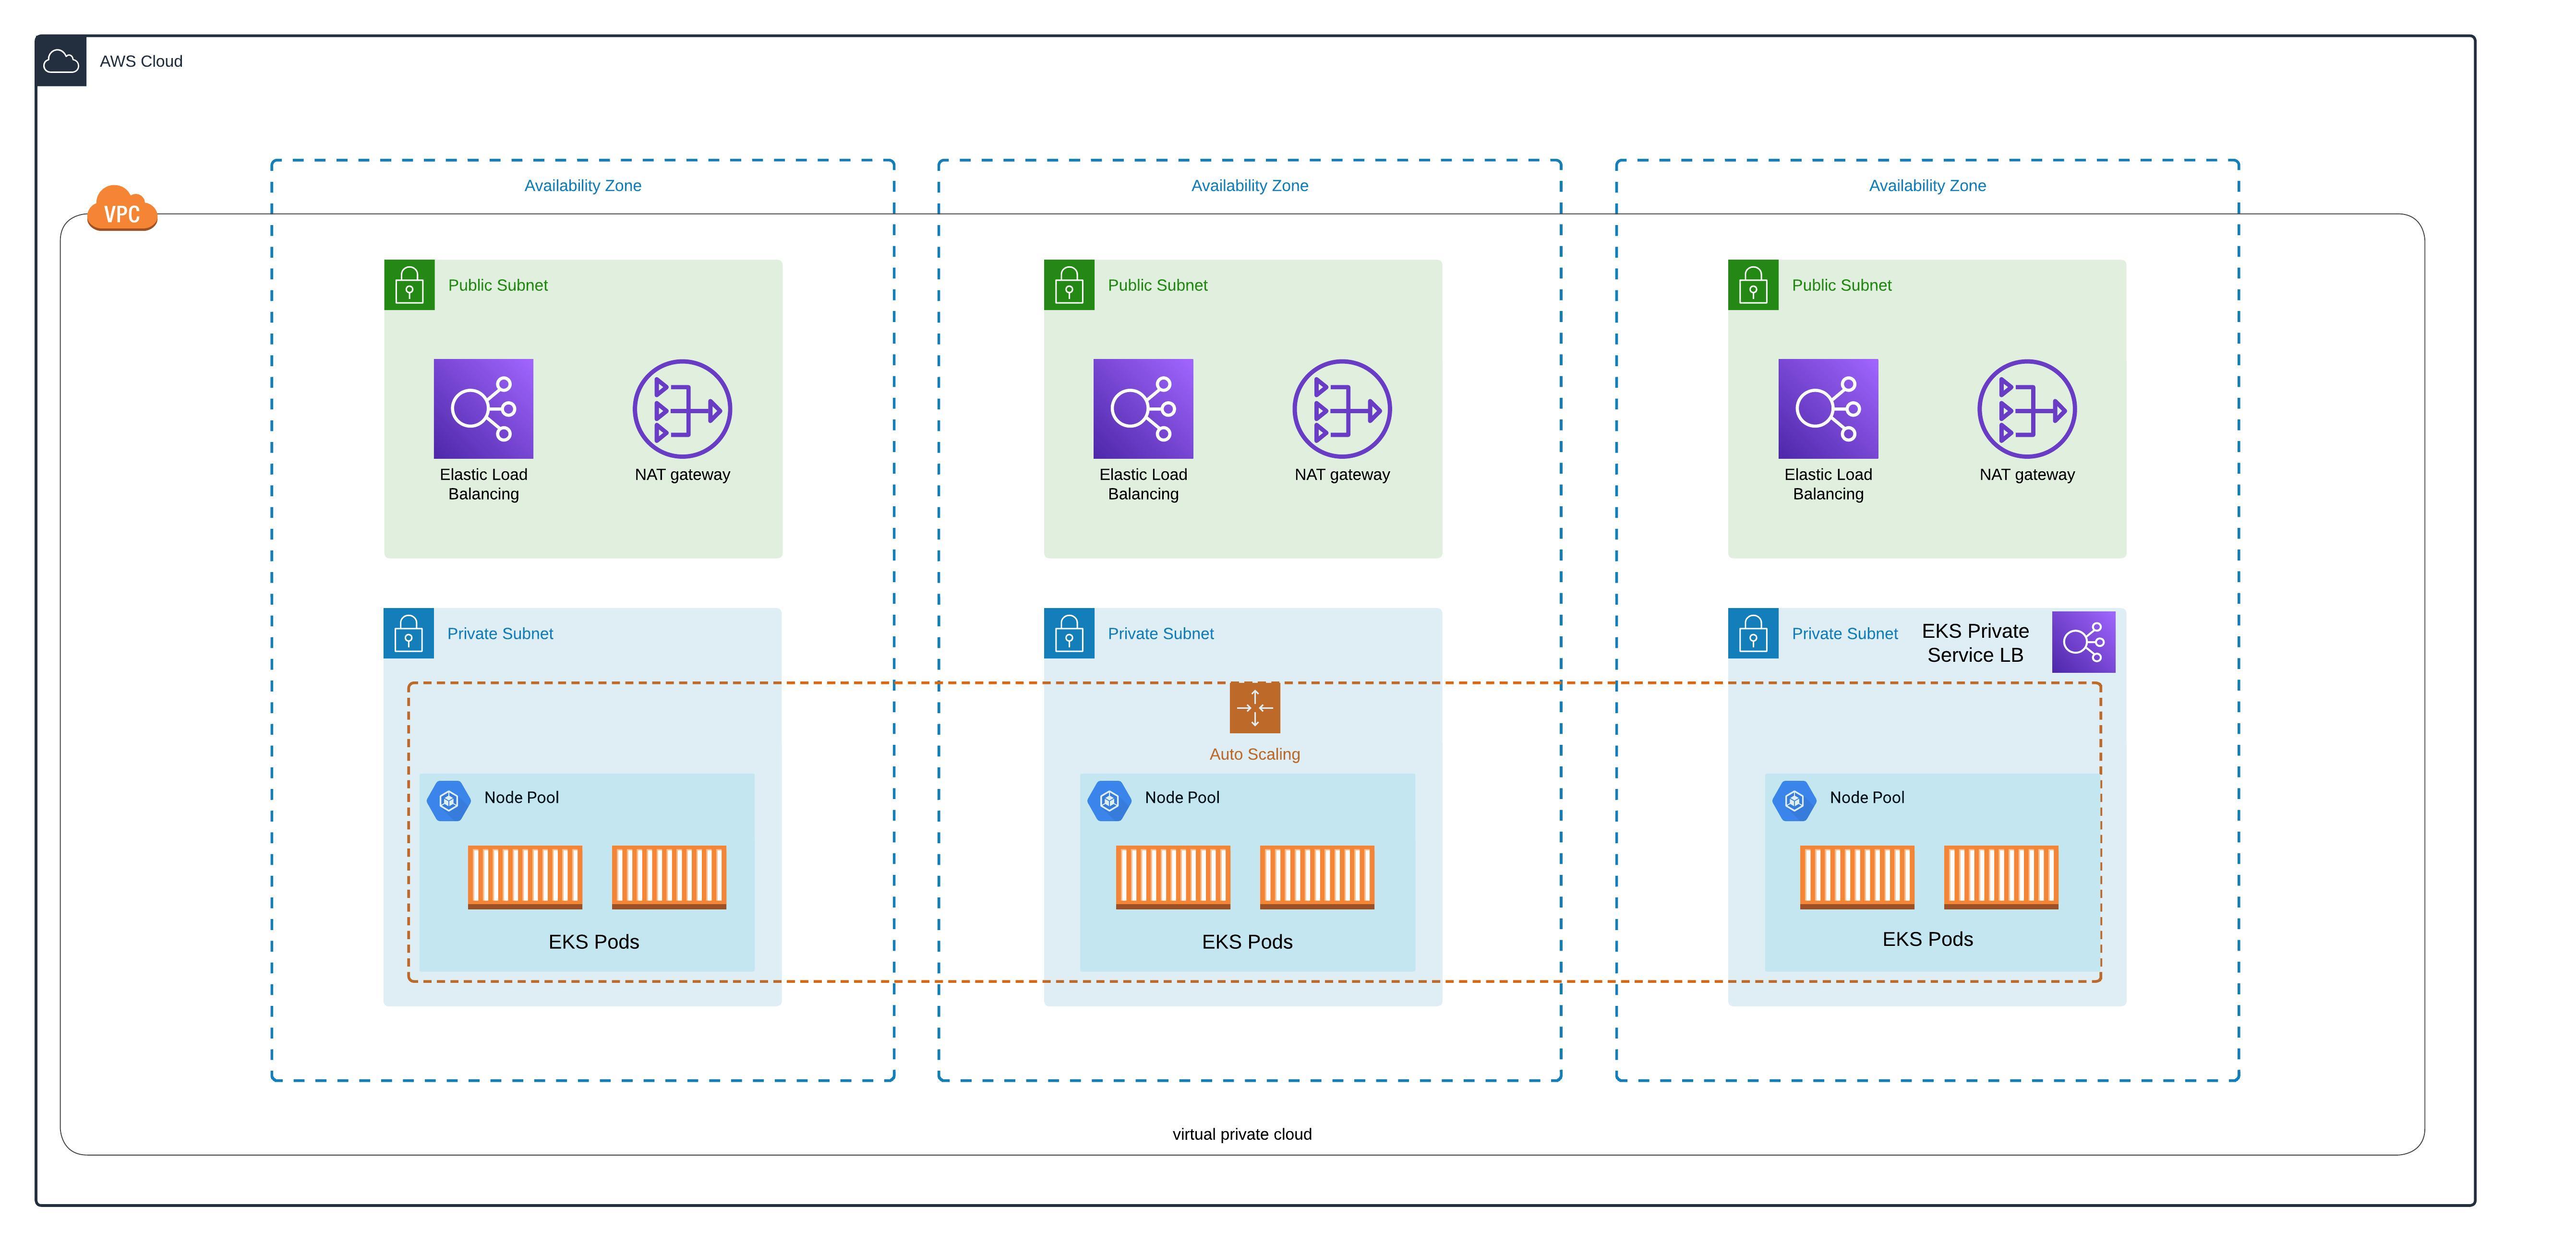 AWS Cloud
Availability Zone
Availability Zone
Availability Zone
VPC
Public Subnet
Public Subnet
Public Subnet
Elastic Load
Balancing
NAT gateway
Elastic Load
Balancing
NAT gateway
Elastic Load
Balancing
NAT gateway
Private Subnet
Private Subnet
Private Subnet
EKS Private
Service LB
Auto Scaling
Node Pool
Node Pool
Node Pool
EKS Pods
EKS Pods
EKS Pods
virtual private cloud